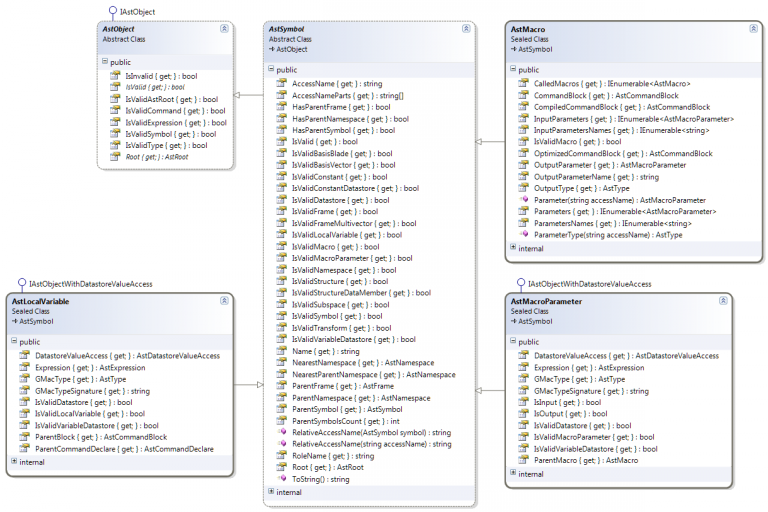 IAstObject
AstObject
Abstract Class
public
IsInvalid { get; } : bool
IsValid { get; } : bool
IsValidAstRoot { get; } : bool
IsValidCommand { get; } : bool
IsValidExpression { get; } : bool
IsValidSymbol { get; } : bool
IsValidType { get; } : bool
Root { get; } : AstRoot
AstSymbol
Abstract Class
AstObject
public
AccessName { get; } : string
AccessNameParts { get; } : string[]
HasParentFrame { get; } : bool
HasParentNamespace { get; } : bool
HasParentSymbol { get; } : bool
IsValid { get; } : bool
IsValidBasisBlade { get; } : bool
IsValidBasisVector { get; } : bool
IsValidConstant { get; } : bool
IsValidConstantDatastore { get; } : bool
IsValidDatastore { get; } : bool
IsValidFrame { get; } : bool
IsValidFrameMultivector { get; } : bool
IsValidLocalVariable { get; } : bool
IsValidMacro { get; } : bool
IsValidMacroParameter { get; } : bool
IsValidNamespace { get; } : bool
IsValidStructure { get; } : bool
IsValidStructureDataMember { get; } : bool
IsValidSubspace { get; } : bool
IsValidSymbol { get; } : bool
IsValidTransform { get; } : bool
IsValidVariableDatastore { get; } : bool
Name { get; } : string
NearestNamespace { get; } : AstNamespace
NearestParentNamespace { get; } : AstNamespace
ParentFrame { get; } : AstFrame
ParentNamespace { get; } : AstNamespace
ParentSymbol { get; } : AstSymbol
ParentSymbolsCount { get; } : int
RelativeAccessName(AstSymbol symbol) : string
RelativeAccessName(string accessName) : string
RoleName { get; } : string
Root { get; } : AstRoot
ToString() : string
internal
AstMacro
Sealed Class
AstSymbol
public
CalledMacros { get; } : IEnumerable<AstMacro>
CommandBlock { get; } : AstCommandBlock
CompiledCommandBlock { get; } : AstCommandBlock
InputParameters { get; } : IEnumerable<AstMacroParameter>
InputParametersNames { get; } : IEnumerable<string>
IsValidMacro { get; } : bool
OptimizedCommandBlock { get; } : AstCommandBlock
OutputParameter { get; } : AstMacroParameter
OutputParameterName { get; } : string
OutputType { get; } : AstType
Parameter(string accessName) : AstMacroParameter
Parameters { get; } : IEnumerable<AstMacroParameter>
ParametersNames { get; } : IEnumerable<string>
ParameterType(string accessName) : AstType
internal
IAstObjectWithDatastoreValueAccess
AstLocalVariable
Sealed Class
AstSymbol
public
DatastoreValueAccess { get; } : AstDatastoreValueAccess
Expression { get; } : AstExpression
GMacType { get; } : AstType
GMacTypeSignature { get; } : string
IsValidDatastore { get; } : bool
IsValidLocalVariable { get; } : bool
IsValidVariableDatastore { get; } : bool
ParentBlock { get; } : AstCommandBlock
ParentCommandDeclare { get; } : AstCommandDeclare
internal
IAstObjectWithDatastoreValueAccess
AstMacroParameter
Sealed Class
AstSymbol
public
DatastoreValueAccess { get; } : AstDatastoreValueAccess
Expression { get; } : AstExpression
GMacType { get; } : AstType
GMacTypeSignature { get; } : string
IsInput { get; } : bool
IsOutput { get; } : bool
IsValidDatastore { get; } : bool
IsValidMacroParameter { get; } : bool
IsValidVariableDatastore { get; } : bool
ParentMacro { get; } : AstMacro
internal